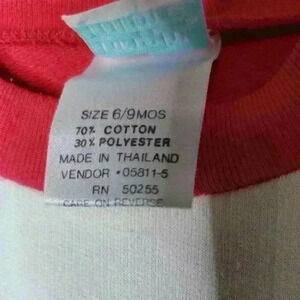 SIZE 6/9MOS
70% COTTON
30% POLYESTER
MADE IN THAILAND
VENDOR *05811-5
RN 50255
CARE ON REVERSE